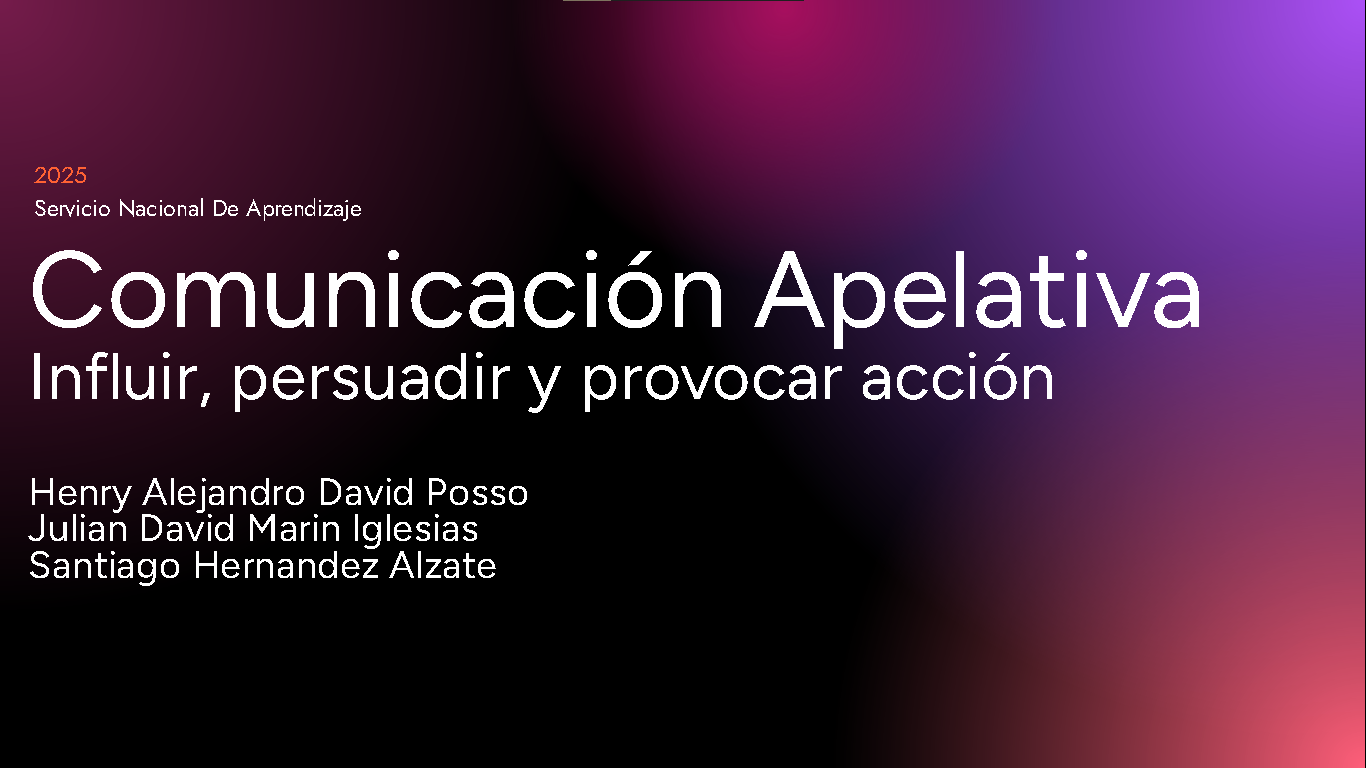 2025
Servicio Nacional De Aprendizaje
Comunicación Apelativa
Influir, persuadir y provocar acción
Henry Alejandro David Posso
Julian David Marin Iglesias
Santiago Hernandez Alzate